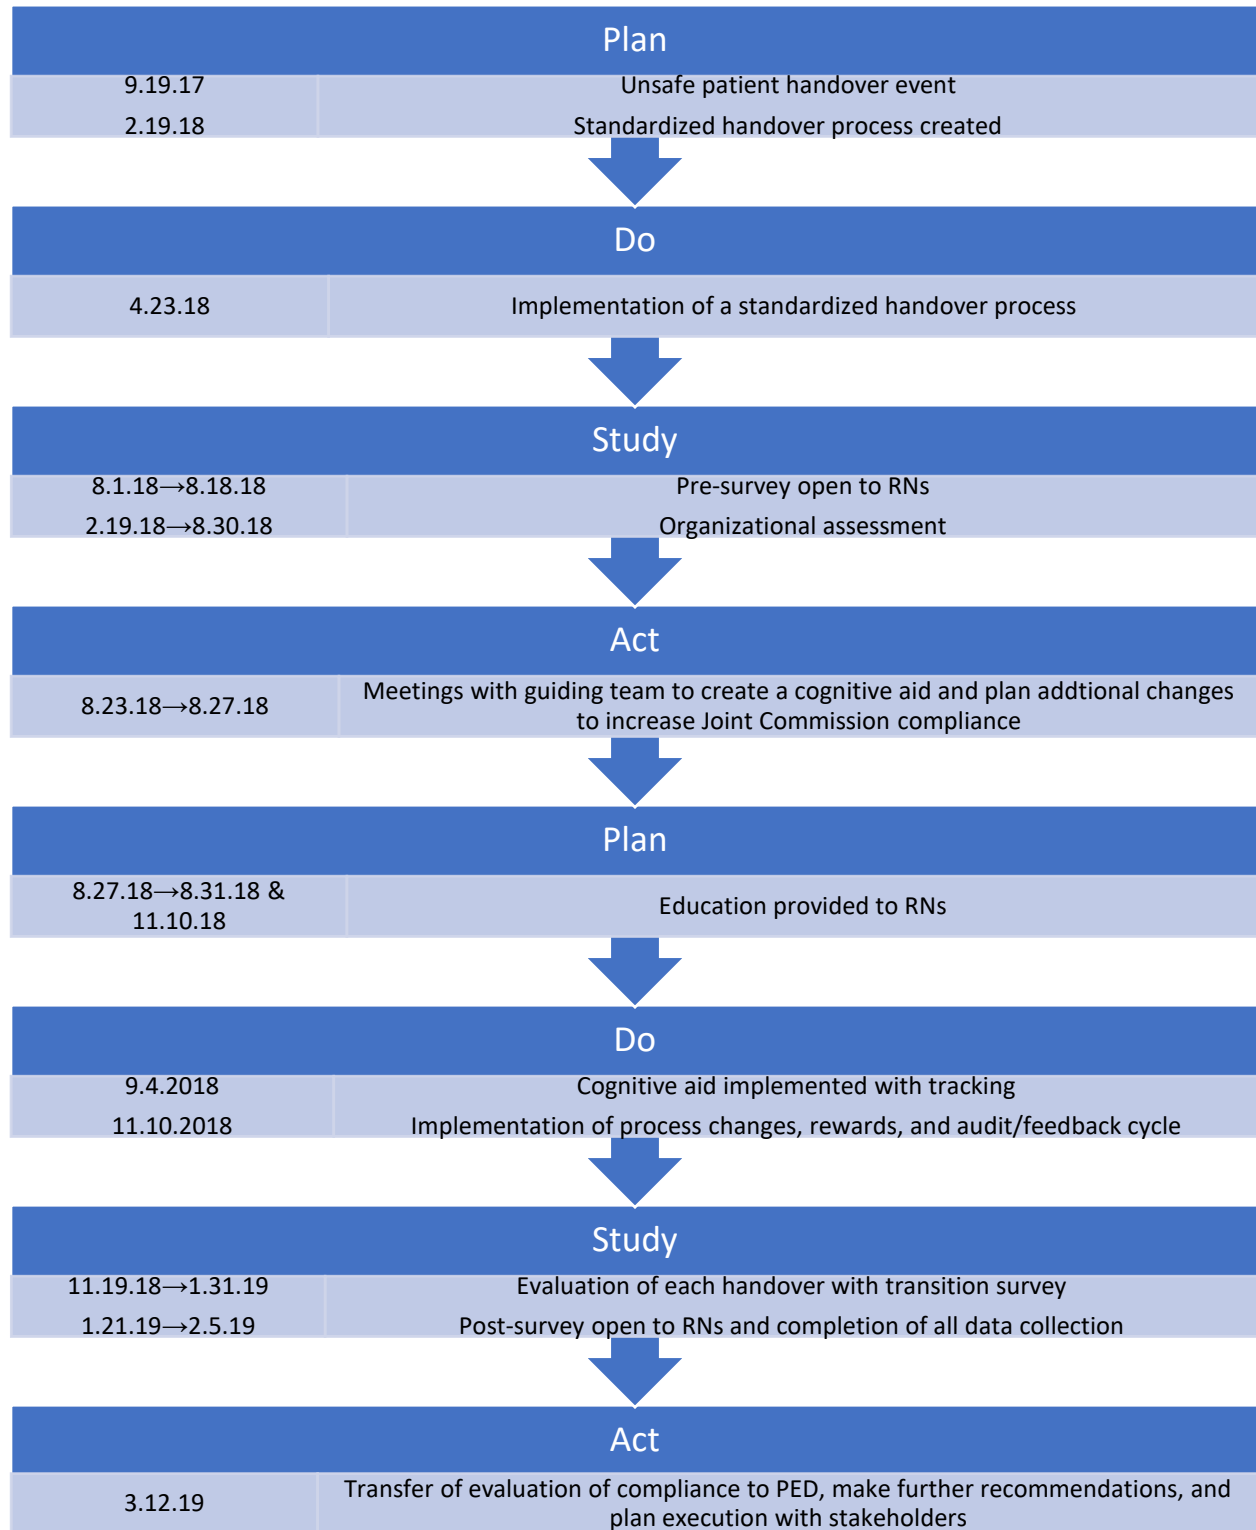 Plan
9.19.17 Unsafe patient handover event
2.19.18 Standardized handover process created
Do
4.23.18 Implementation of a standardized handover process
Study
8.1.18→8.18.18 Pre-survey open to RNs
2.19.18→8.30.18 Organizational assessment
Act
8.23.18→8.27.18 Meetings with guiding team to create a cognitive aid and plan addtional changes
to increase Joint Commission compliance
Plan
8.27.18→8.31.18 &
11.10.18 Education provided to RNs
Do
9.4.2018 Cognitive aid implemented with tracking
11.10.2018 Implementation of process changes, rewards, and audit/feedback cycle
Study
11.19.18→1.31.19 Evaluation of each handover with transition survey
1.21.19→2.5.19 Post-survey open to RNs and completion of all data collection
Act
3.12.19 Transfer of evaluation of compliance to PED, make further recommendations, and
plan execution with stakeholders